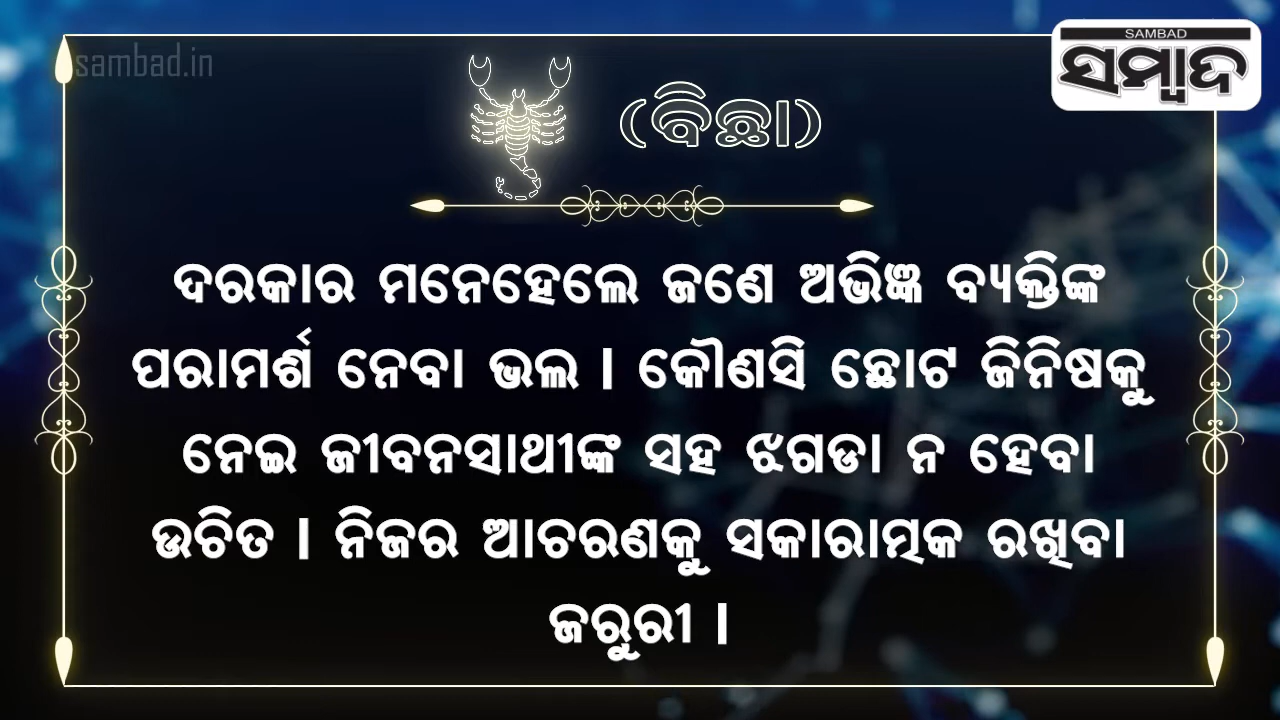 sambad.in
SAMBAD
ସମ୍ବାଦ
(ବିଛା)
ଦରକାର ମନେହେଲେ ଜଣେ ଅଭିଜ୍ଞ ବ୍ୟକ୍ତିଙ୍କ
ପରାମର୍ଶ ନେବା ଭଲ । କୌଣସି ଛୋଟ ଜିନିଷକୁ
ନେଇ ଜୀବନସାଥୀଙ୍କ ସହ ଝଗଡା ନ ହେବା
ଉଚିତ । ନିଜର ଆଚରଣକୁ ସକାରାତ୍ମକ ରଖିବା
ଜରୁରୀ ।